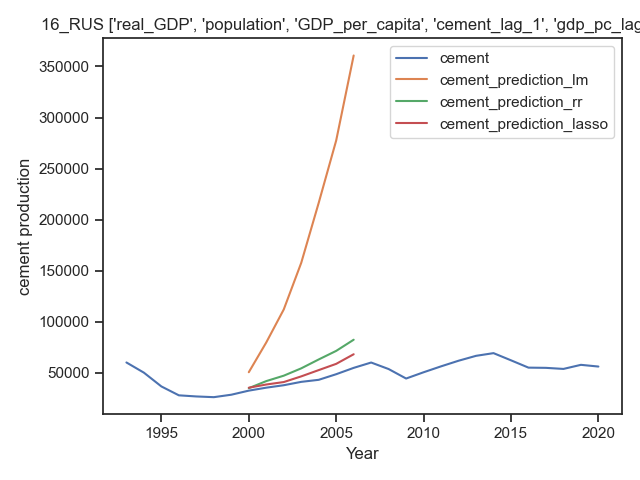 16_RUS ['real_GDP', 'population', 'GDP_per_capita', 'cement_lag_1', 'gdp_pc_lag
cement
cement_prediction_lm
cement_prediction_rr
cement_prediction_lasso
cement production
350000
300000
250000
200000
150000
100000
50000
1995
2000
2005
2010
2015
2020
Year